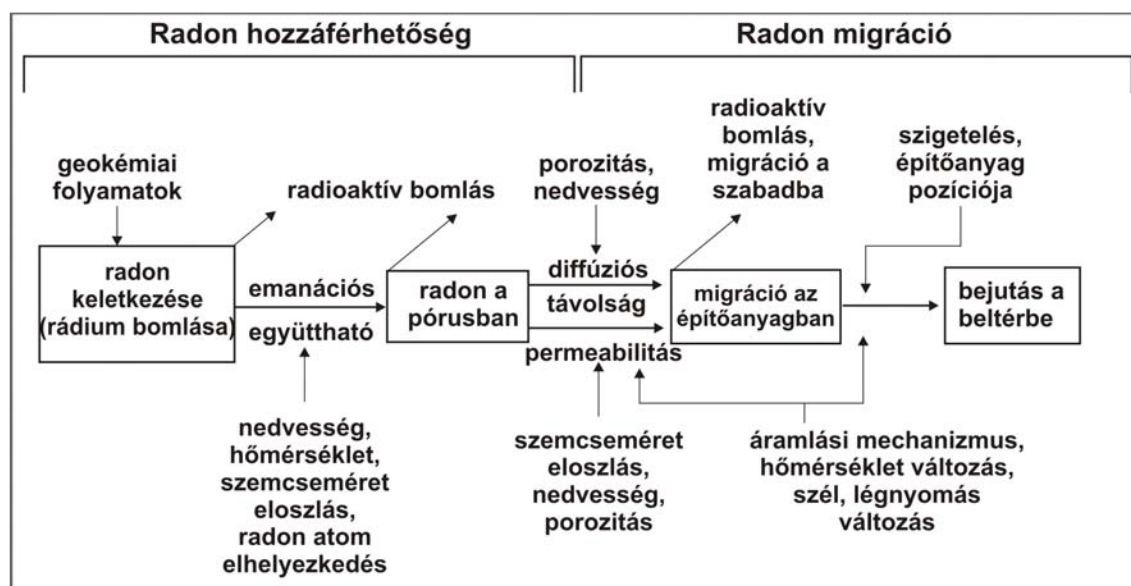 Radon hozzáférhetőség
Radon migráció
geokémiai
folyamatok
radioaktív bomlás
porozitás,
nedvesség
radioaktív
bomlás,
migráció a
szabadba
szigetelés,
építőanyag
pozíciója
radon
keletkezése
(rádium bomlása)
emanációs
együttható
radon a
pórusban
diffúziós
távolság
permeabilitás
migráció az
építőanyagban
bejutás a
beltérbe
nedvesség,
hőmérséklet,
szemcseméret
eloszlás,
radon atom
elhelyezkedés
szemcseméret
eloszlás,
nedvesség,
porozitás
áramlási mechanizmus,
hőmérséklet változás,
szél, légnyomás
változás